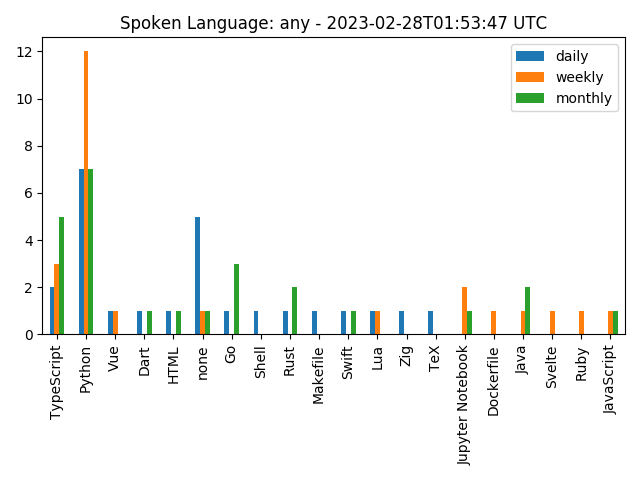 Spoken Language: any - 2023-02-28T01:53:47 UTC
daily
weekly
monthly
12
10
8
6
4
2
0
TypeScript
Python
Vue
Dart
HTML
none
Go
Shell
Rust
Makefile
Swift
Lua
Zig
TeX
Jupyter Notebook
Dockerfile
Java
Svelte
Ruby
JavaScript